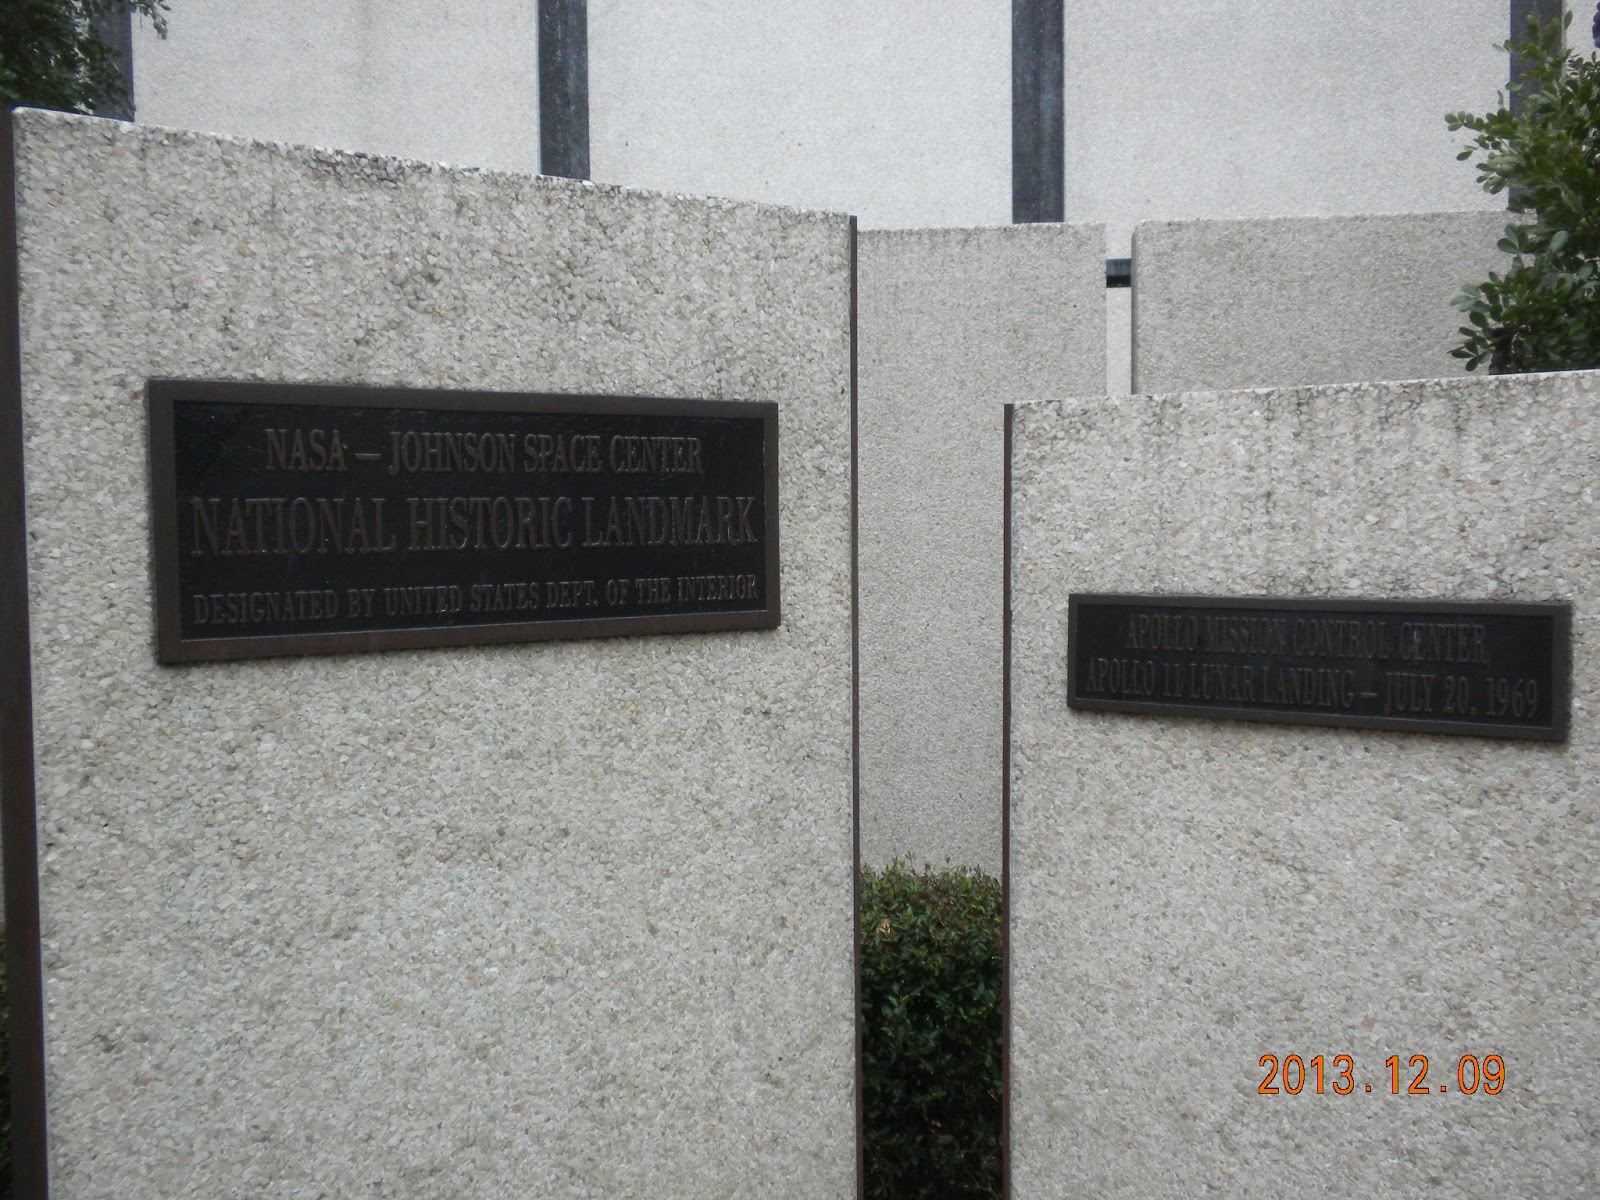 NASA – JOHNSON SPACE CENTER
NATIONAL HISTORIC LANDMARK
DESIGNATED BY UNITED STATES DEPT. OF THE INTERIOR
APOLLO MISSION CONTROL CENTER
APOLLO 11 LUNAR LANDING – JULY 20, 1969
2013.12.09